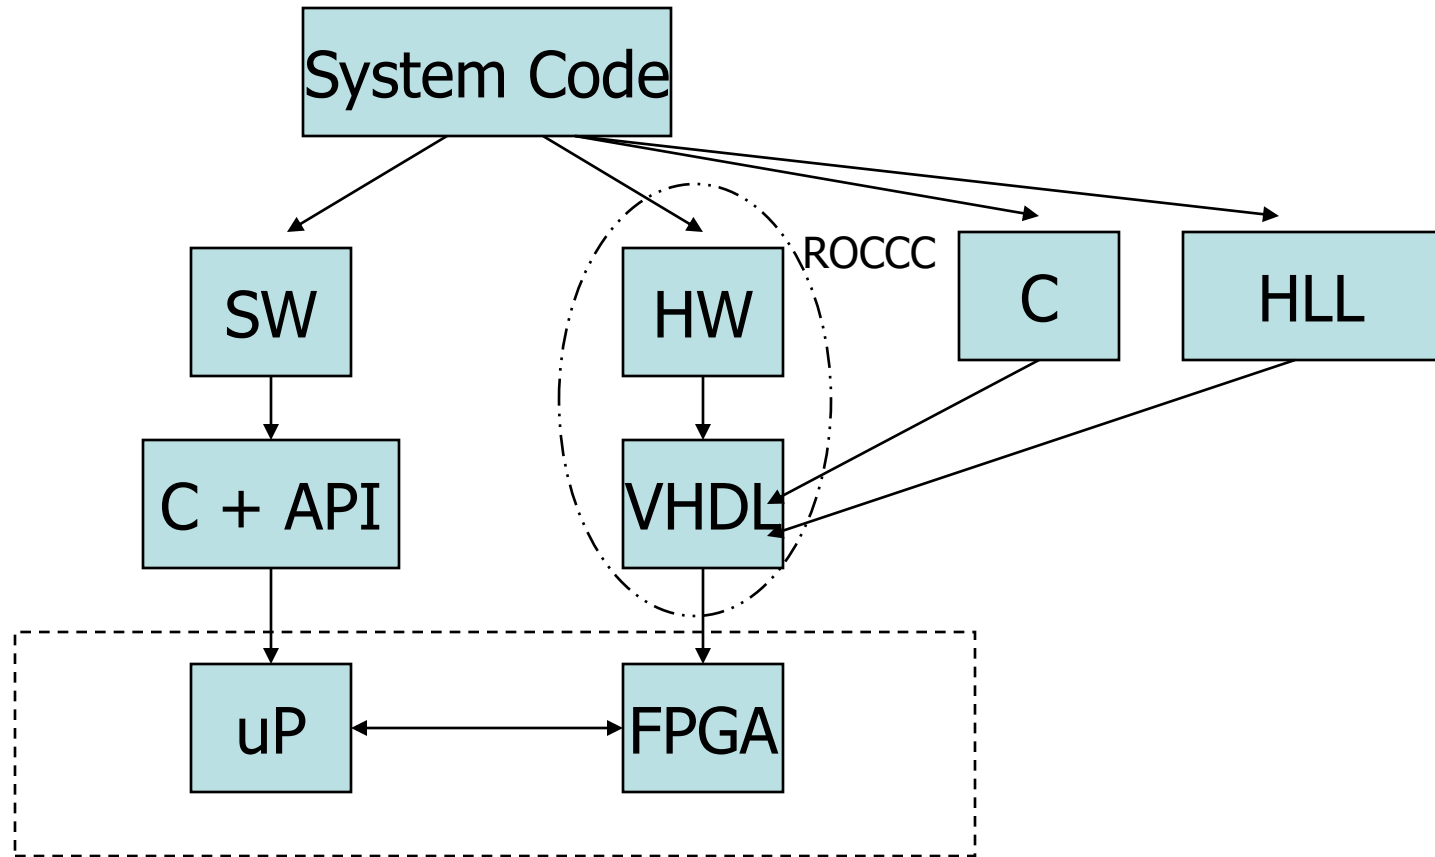 System Code
ROCCC
SW
HW
C
HLL
C + API
VHDL
uP
FPGA